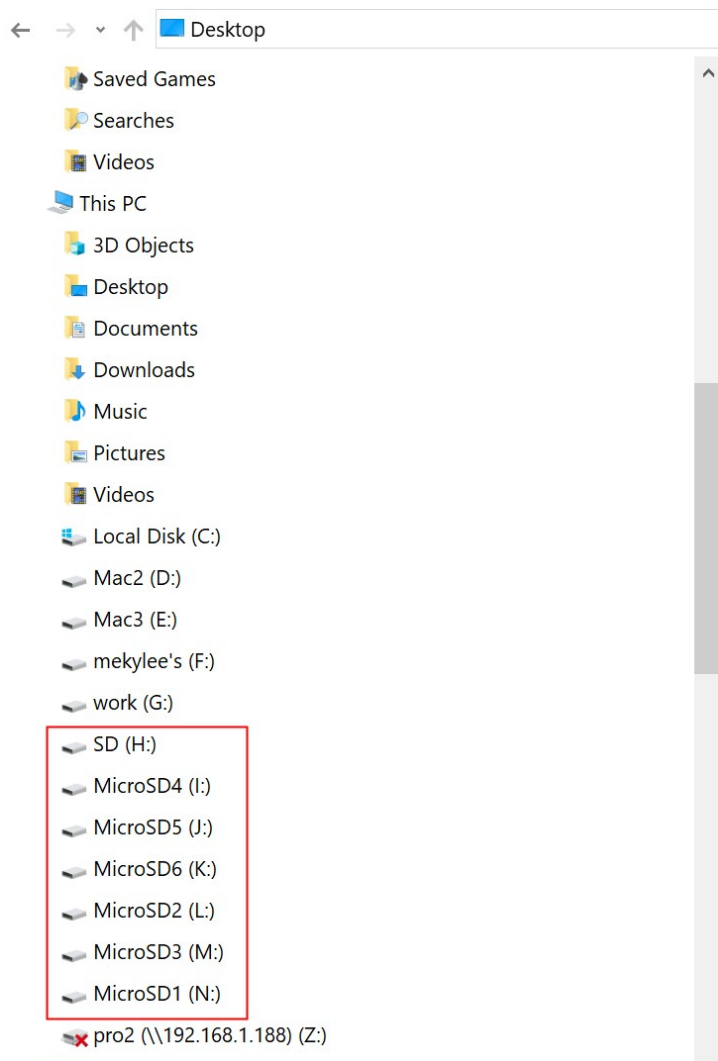 Desktop
Saved Games
Searches
Videos
This PC
3D Objects
Desktop
Documents
Downloads
Music
Pictures
Videos
Local Disk (C:)
Mac2 (D:)
Mac3 (E:)
mekylee's (F:)
work (G:)
SD (H:)
MicroSD4 (I:)
MicroSD5 (J:)
MicroSD6 (K:)
MicroSD2 (L:)
MicroSD3 (M:)
MicroSD1 (N:)
pro2 (\\192.168.1.188) (Z:)